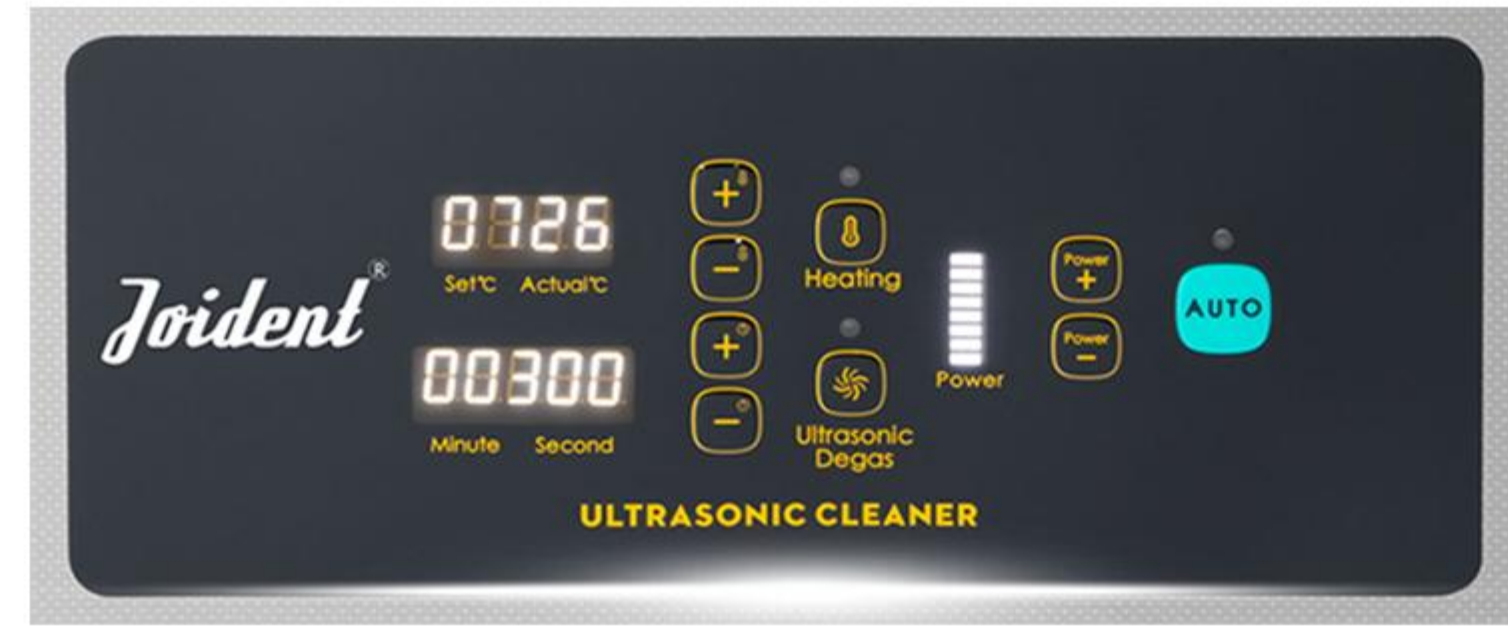 0726
Set°C Actual°C
Joident®
00300
Minute Second
+
−
+
−
Heating
Ultrasonic
Degas
Power
Power
+
Power
−
AUTO
ULTRASONIC CLEANER